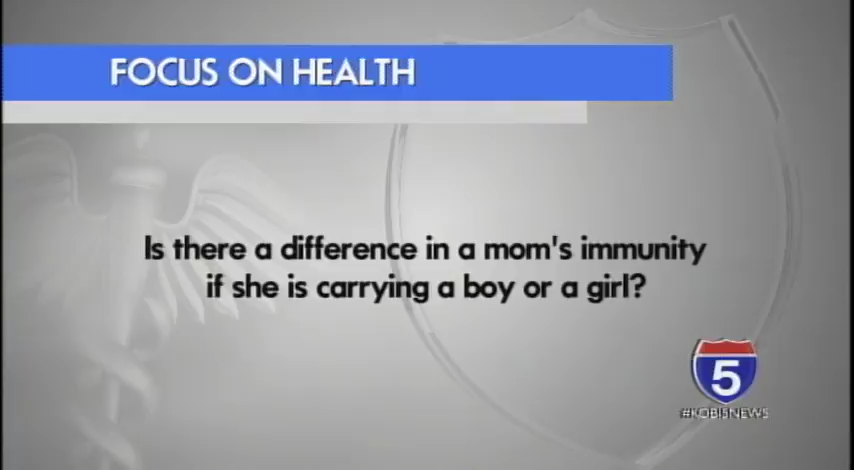 FOCUS ON HEALTH
Is there a difference in a mom's immunity
if she is carrying a boy or a girl?
5
#KOBI5NEWS